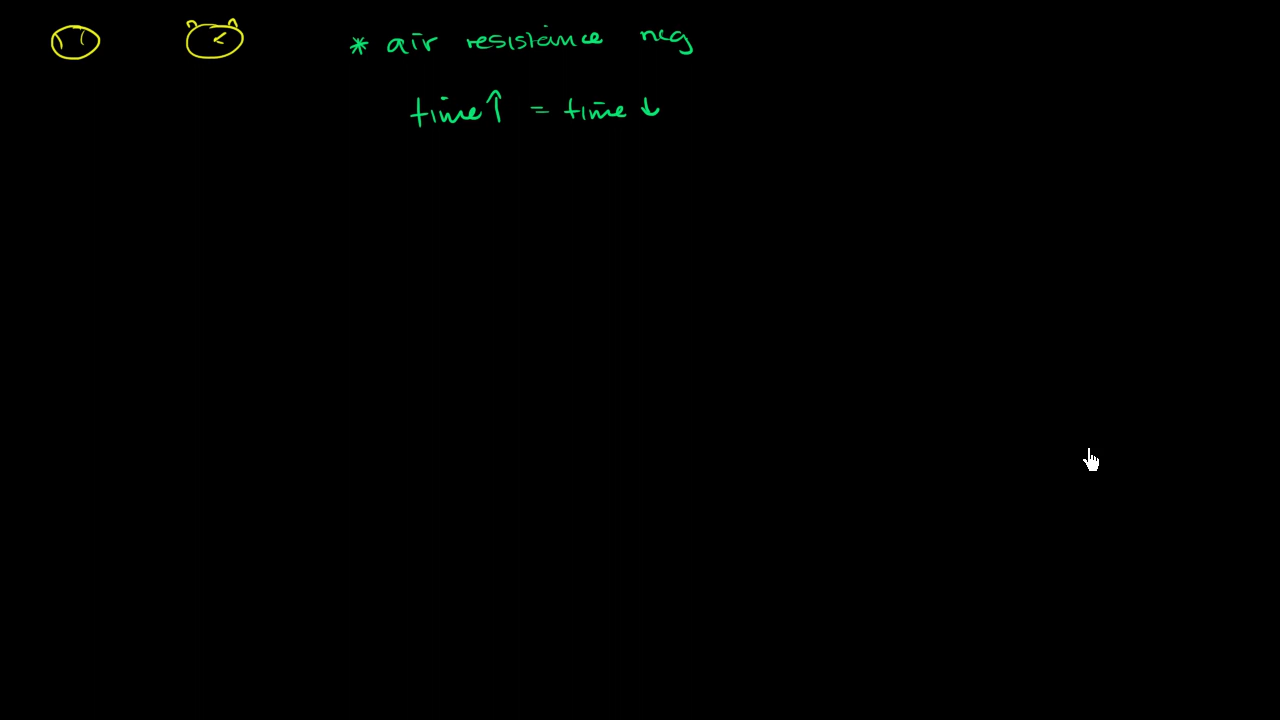 * air resistance neg
time ↑ = time ↓